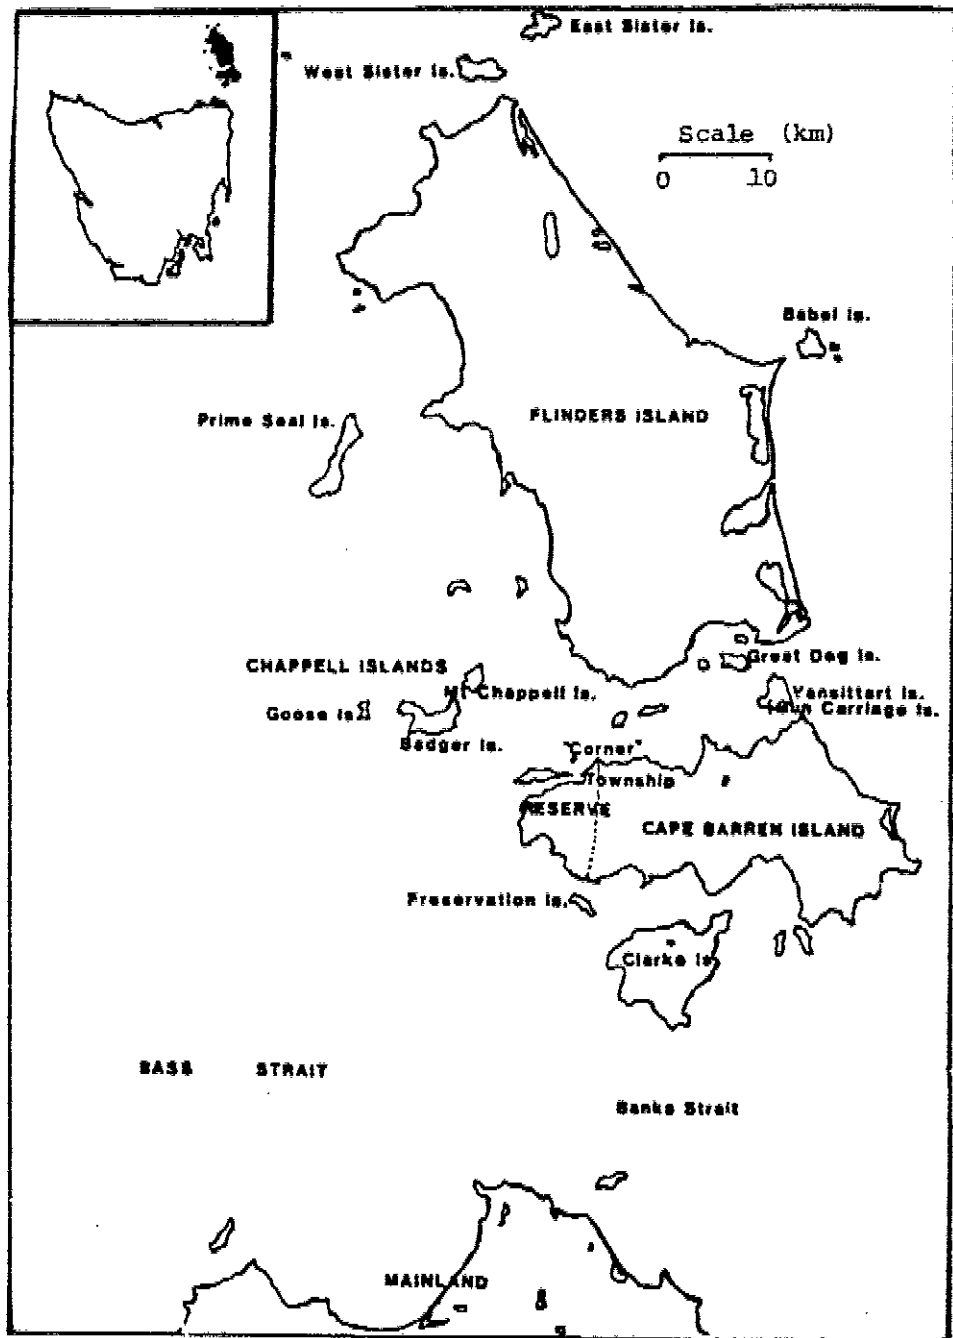 East Sister Is.
West Sister Is.
Scale (km)
0 10
Babel Is.
Prime Seal Is.
FLINDERS ISLAND
CHAPPELL ISLANDS
Great Dog Is.
Mt Chappell Is.
Vansittart Is.
(Gun Carriage Is.
Goose Is.
Badger Is.
"Corner"
Township
RESERVE
CAPE BARREN ISLAND
Preservation Is.
Clarke Is
BASS STRAIT
Banks Strait
MAINLAND